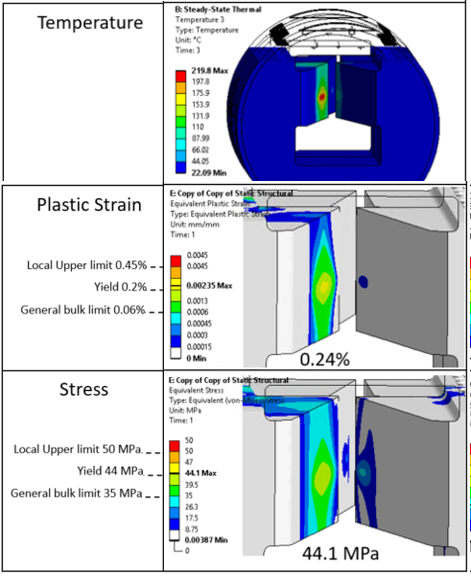 Temperature
B: Steady-State Thermal
Temperature 3
Type: Temperature
Unit: °C
Time: 3
219.8 Max
197.8
175.9
153.9
131.9
110
87.99
66.02
44.05
22.09 Min
Plastic Strain
Local Upper limit 0.45%
Yield 0.2%
General bulk limit 0.06%
E: Copy of Copy of Static Structural
Equivalent Plastic Strain
Type: Equivalent Plastic Strain
Unit: mm/mm
Time: 1
0.0045
0.0045
0.00235 Max
0.0013
0.0006
0.00045
0.0003
0.00015
0 Min
0.24%
Stress
Local Upper limit 50 MPa
Yield 44 MPa
General bulk limit 35 MPa
E: Copy of Copy of Static Structural
Equivalent Stress
Type: Equivalent (von-Mises) Stress
Unit: MPa
Time: 1
50
50
47
44.1 Max
39.5
35
26.3
17.5
8.75
0.00387 Min
0
44.1 MPa